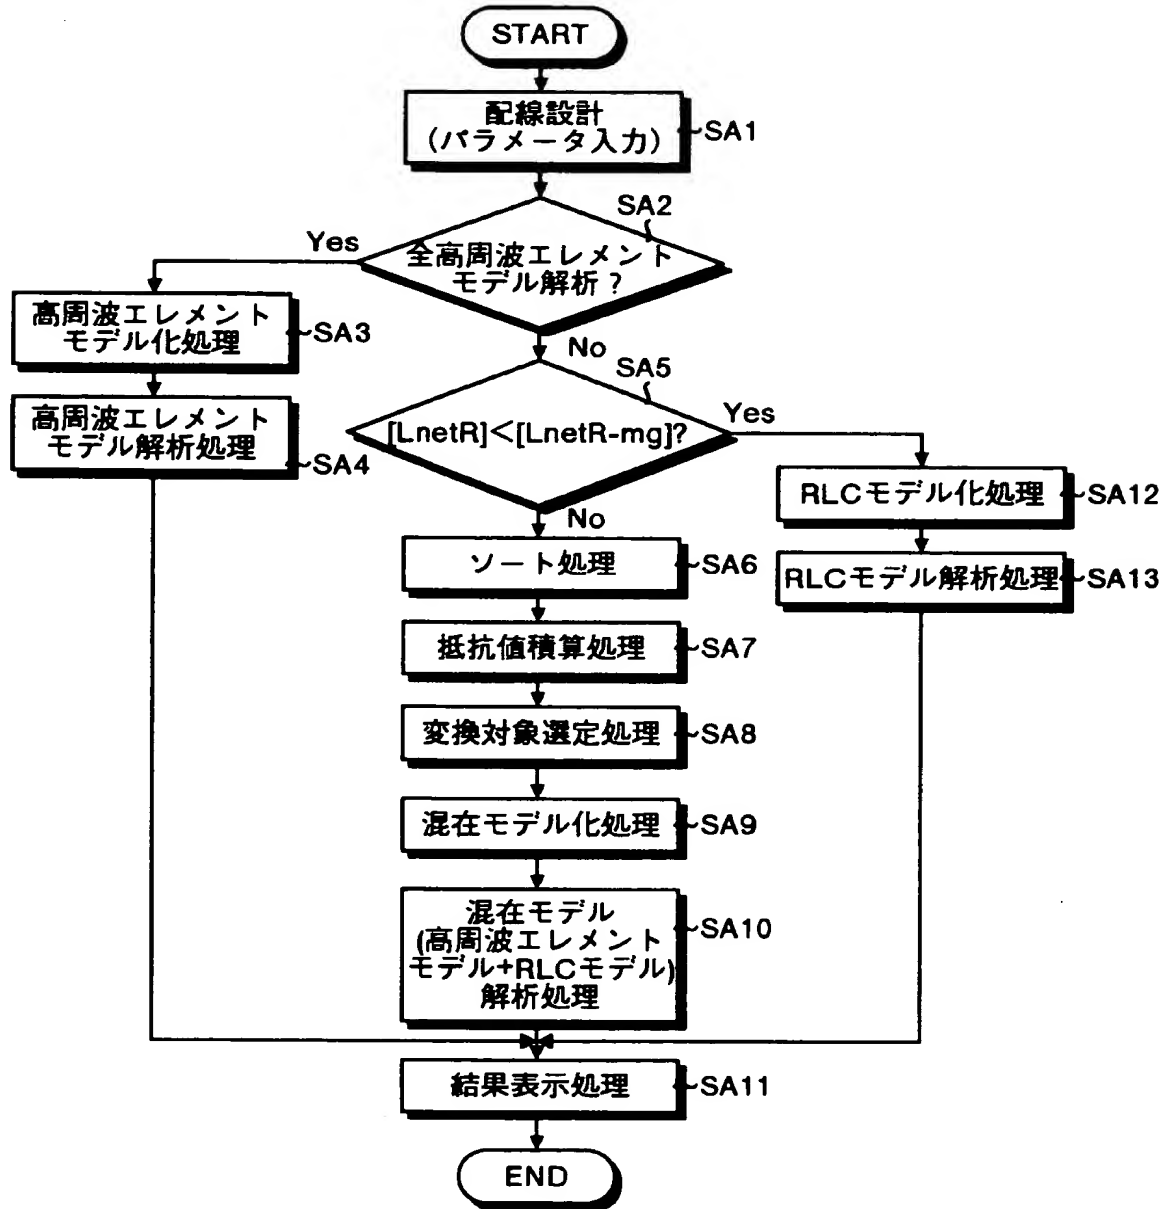 START
配線設計
(パラメータ入力)
SA1
SA2
Yes
全高周波エレメント
モデル解析?
No
高周波エレメント
モデル化処理
SA3
高周波エレメント
モデル解析処理
SA4
SA5
Yes
[LnetR]<[LnetR-mg]?
No
RLCモデル化処理
SA12
RLCモデル解析処理
SA13
ソート処理
SA6
抵抗値積算処理
SA7
変換対象選定処理
SA8
混在モデル化処理
SA9
混在モデル
(高周波エレメント
モデル+RLCモデル)
解析処理
SA10
結果表示処理
SA11
END